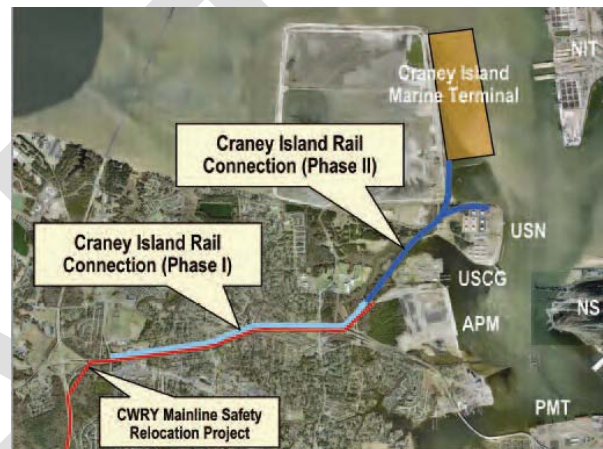 NIT
Craney Island
Marine Terminal
Craney Island Rail
Connection (Phase II)
USN
Craney Island Rail
Connection (Phase I)
USCG
NS
APM
CWRY Mainline Safety
Relocation Project
PMT